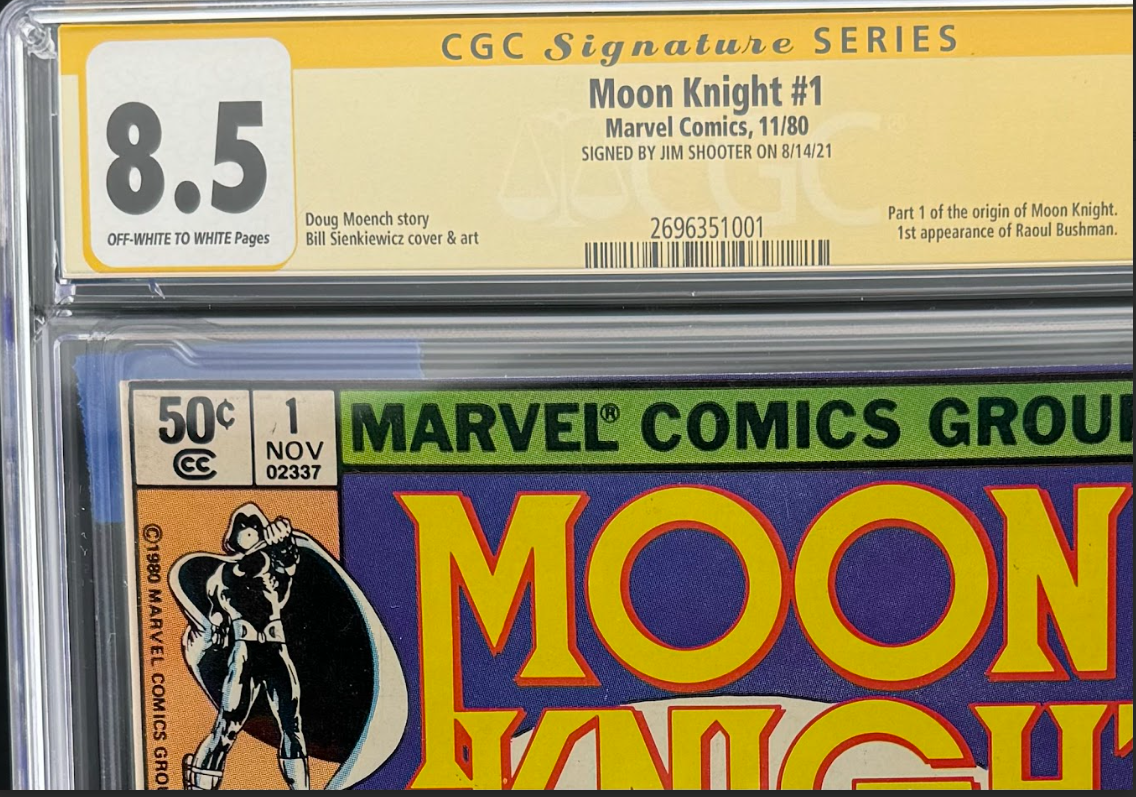 CGC Signature SERIES
8.5
OFF-WHITE TO WHITE Pages
Moon Knight #1
Marvel Comics, 11/80
SIGNED BY JIM SHOOTER ON 8/14/21
Doug Moench story
Bill Sienkiewicz cover & art
2696351001
Part 1 of the origin of Moon Knight.
1st appearance of Raoul Bushman.
CGC
50¢
CC
1
NOV
02337
MARVEL® COMICS GROUP
©1980 MARVEL COMICS GROU
MOON
KNIGHT